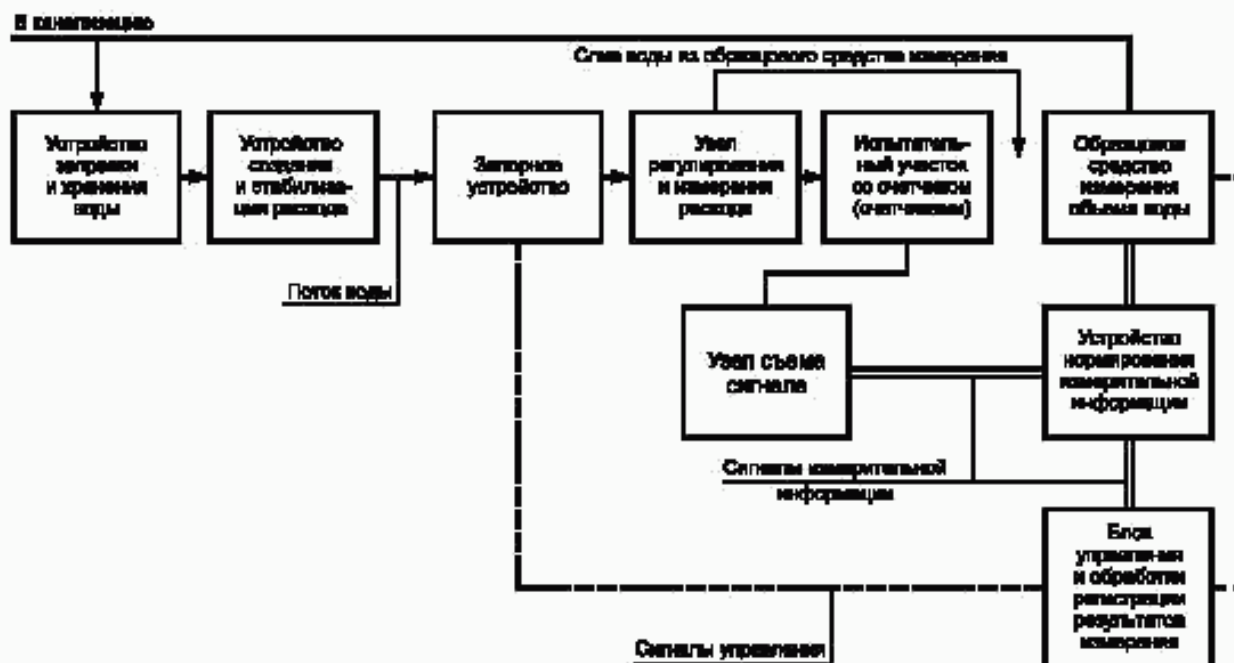 В канализацию
Слив воды из образцового средства измерения
Устройство
заправки
и хранения
воды
Устройство
создания
и стабилиза-
ции расхода
Запорное
устройство
Узел
регулирования
и измерения
расхода
Испытатель-
ный участок
со счетчиком
(счетчиками)
Образцовое
средство
измерения
объема воды
Поток воды
Узел съема
сигнала
Устройство
нормирования
измерительной
информации
Сигналы измерительной
информации
Блок
управления
и обработки
регистрации
результатов
измерения
Сигналы управления